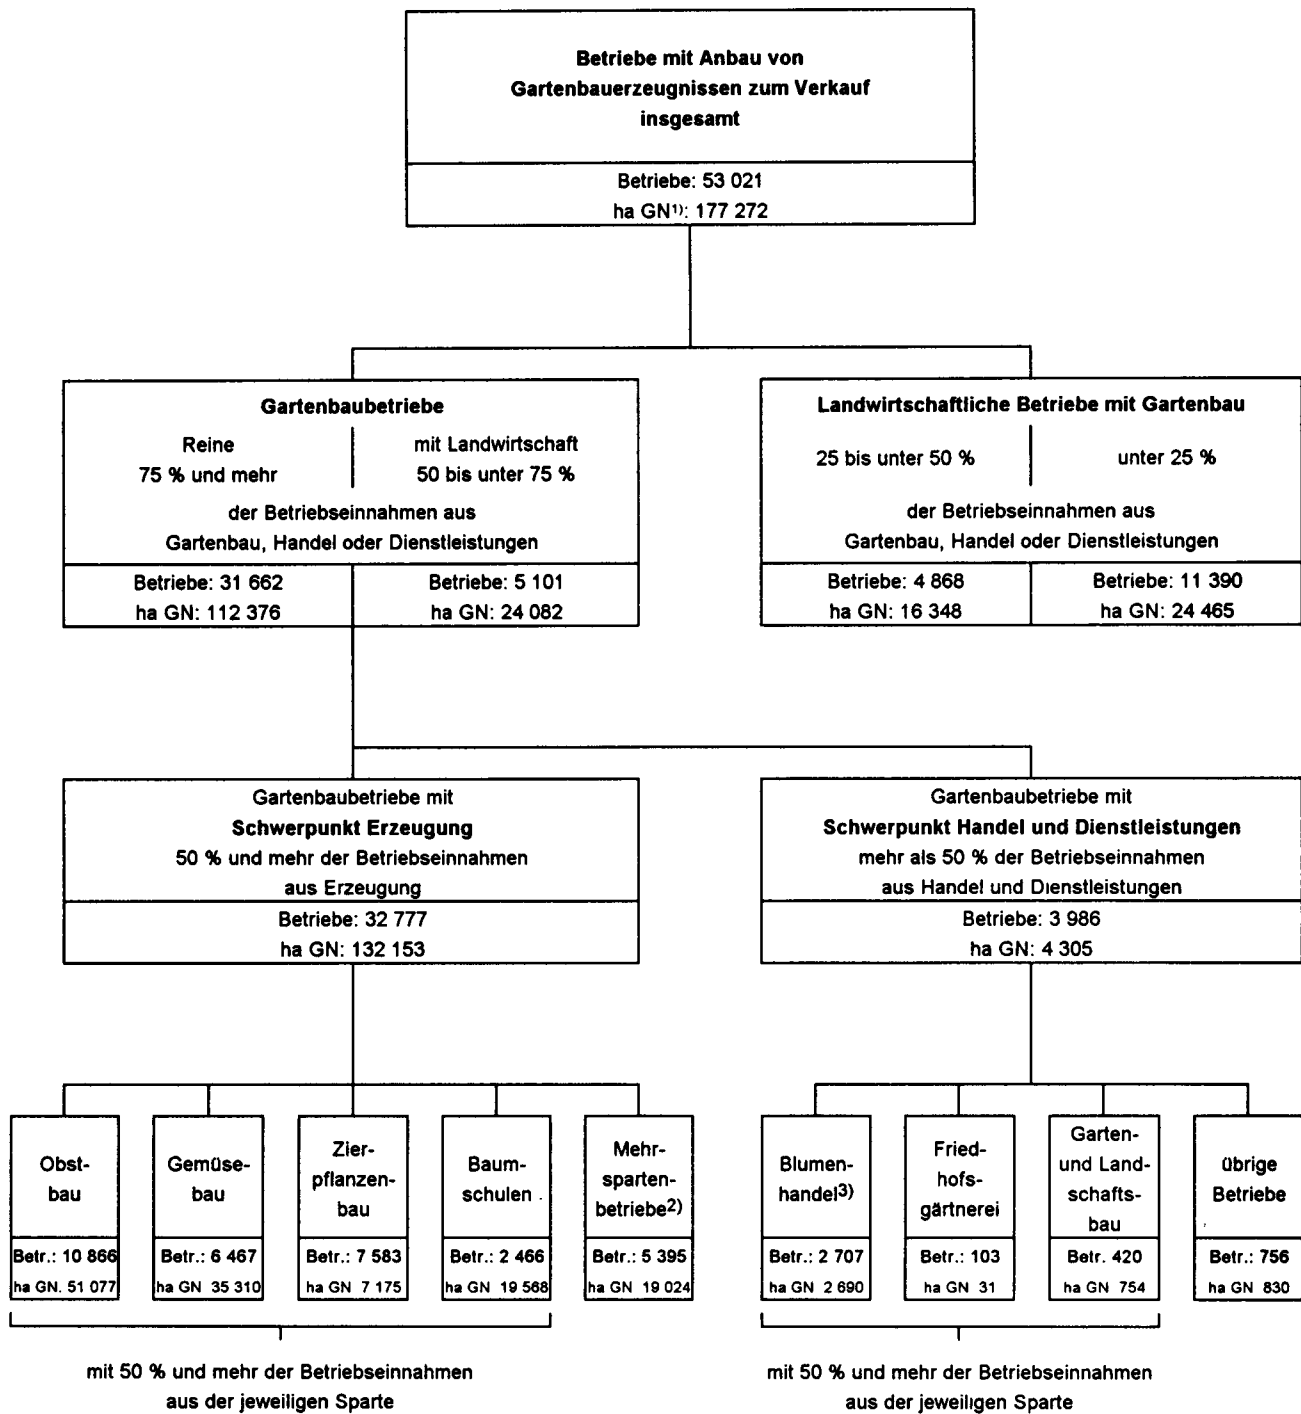 Betriebe mit Anbau von
Gartenbauerzeugnissen zum Verkauf
insgesamt
Betriebe: 53 021
ha GN1): 177 272
Gartenbaubetriebe
Reine
75 % und mehr
mit Landwirtschaft
50 bis unter 75 %
der Betriebseinnahmen aus
Gartenbau, Handel oder Dienstleistungen
Betriebe: 31 662
ha GN: 112 376
Betriebe: 5 101
ha GN: 24 082
Landwirtschaftliche Betriebe mit Gartenbau
25 bis unter 50 %
unter 25 %
der Betriebseinnahmen aus
Gartenbau, Handel oder Dienstleistungen
Betriebe: 4 868
ha GN: 16 348
Betriebe: 11 390
ha GN: 24 465
Gartenbaubetriebe mit
Schwerpunkt Erzeugung
50 % und mehr der Betriebseinnahmen
aus Erzeugung
Betriebe: 32 777
ha GN: 132 153
Gartenbaubetriebe mit
Schwerpunkt Handel und Dienstleistungen
mehr als 50 % der Betriebseinnahmen
aus Handel und Dienstleistungen
Betriebe: 3 986
ha GN: 4 305
Obst-
bau
Betr.: 10 866
ha GN. 51 077
Gemüse-
bau
Betr.: 6 467
ha GN 35 310
Zier-
pflanzen-
bau
Betr.: 7 583
ha GN 7 175
Baum-
schulen
Betr.: 2 466
ha GN 19 568
Mehr-
sparten-
betriebe2)
Betr.: 5 395
ha GN 19 024
Blumen-
handel3)
Betr.: 2 707
ha GN 2 690
Fried-
hofs-
gärtnerei
Betr.: 103
ha GN 31
Garten-
und Land-
schafts-
bau
Betr. 420
ha GN 754
übrige
Betriebe
Betr.: 756
ha GN 830
mit 50 % und mehr der Betriebseinnahmen
aus der jeweiligen Sparte
mit 50 % und mehr der Betriebseinnahmen
aus der jeweiligen Sparte